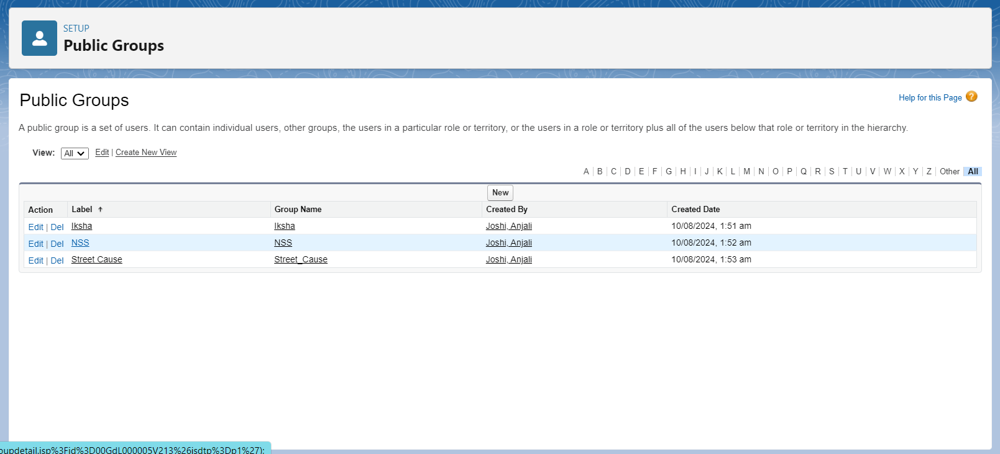 SETUP
Public Groups
Public Groups
Help for this Page ?
A public group is a set of users. It can contain individual users, other groups, the users in a particular role or territory, or the users in a role or territory plus all of the users below that role or territory in the hierarchy.
View: All Edit | Create New View
A | B | C | D | E | F | G | H | I | J | K | L | M | N | O | P | Q | R | S | T | U | V | W | X | Y | Z | Other | All
New
Action Label ↑ Group Name Created By Created Date
Edit | Del Iksha Iksha Joshi, Anjali 10/08/2024, 1:51 am
Edit | Del NSS NSS Joshi, Anjali 10/08/2024, 1:52 am
Edit | Del Street Cause Street_Cause Joshi, Anjali 10/08/2024, 1:53 am
oupdetail.jsp%3Fid%3D00GdL000005V213%26isdtp%3Dp1%27);